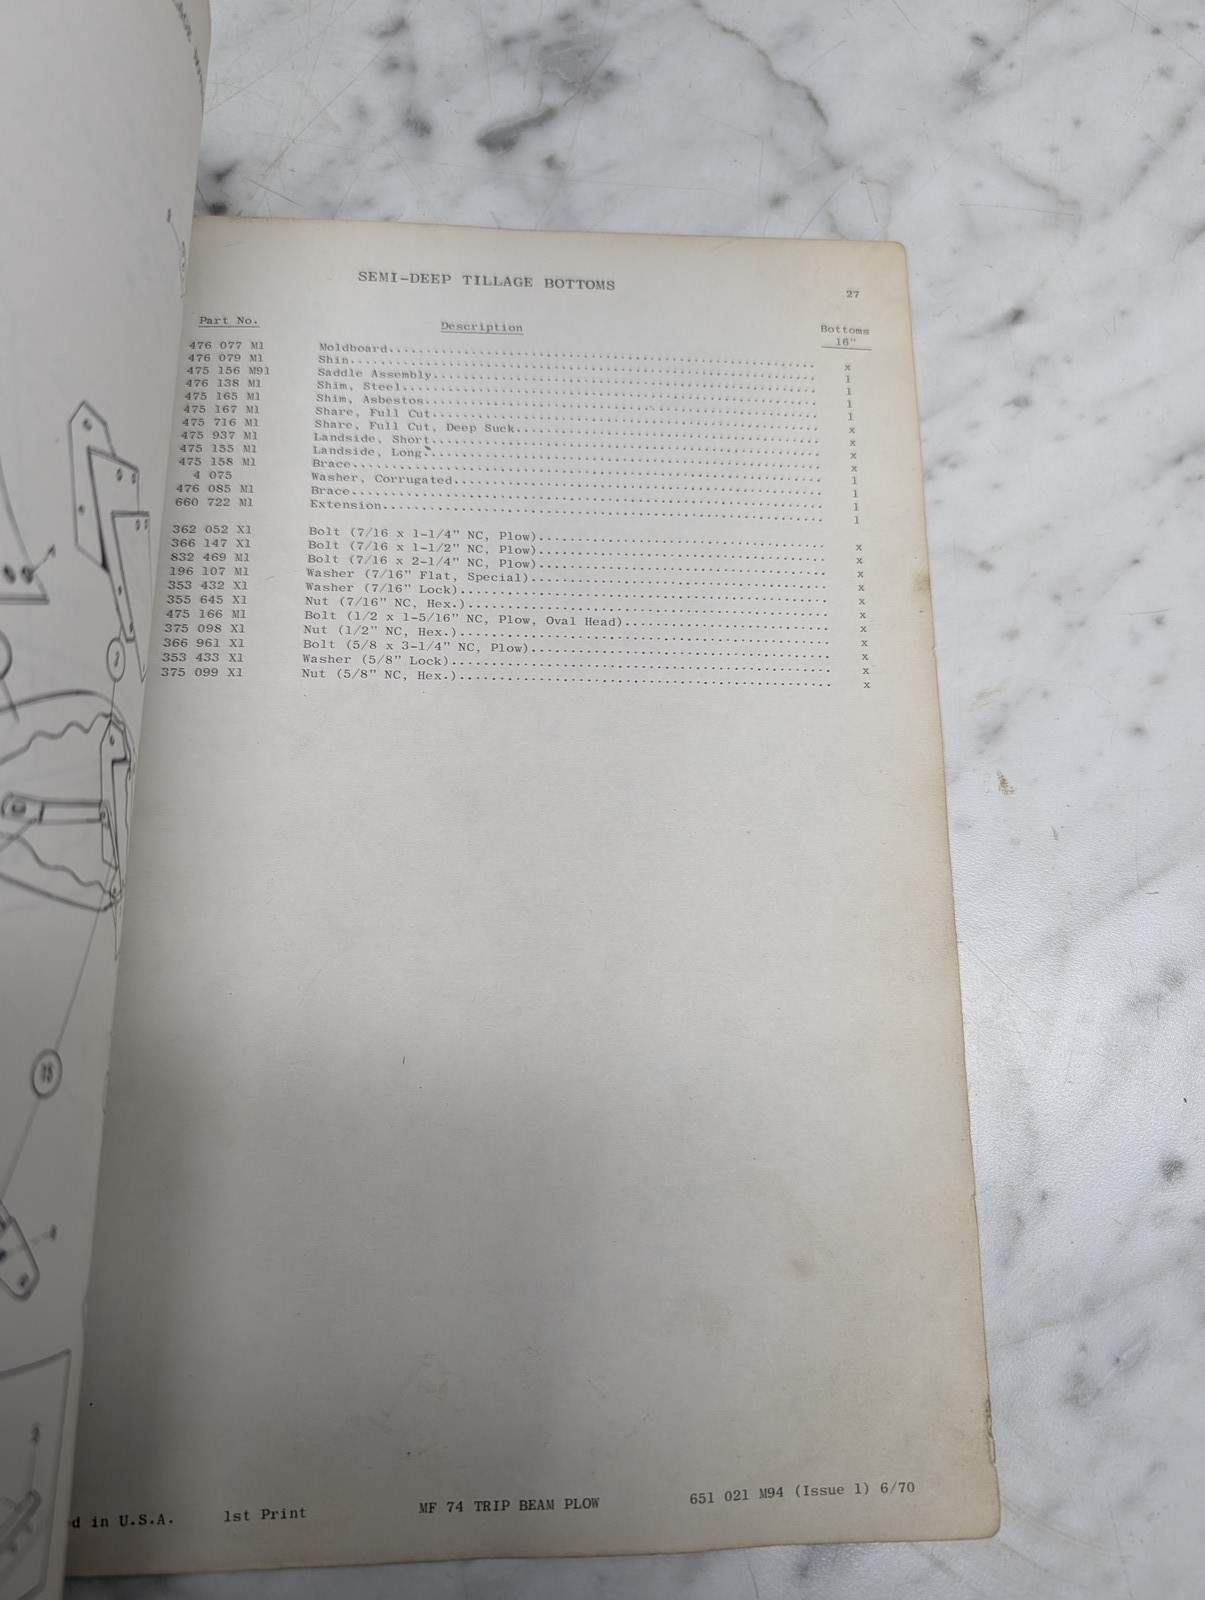 SEMI-DEEP TILLAGE BOTTOMS
27
Part No. Description Bottoms
16"
476 077 M1 Moldboard x
476 079 M1 Shin 1
475 156 M91 Saddle Assembly 1
476 138 M1 Shim, Steel 1
475 165 M1 Shim, Asbestos 1
475 167 M1 Share, Full Cut x
475 716 M1 Share, Full Cut, Deep Suck x
475 937 M1 Landside, Short x
475 155 M1 Landside, Long x
475 158 M1 Brace 1
4 075 Washer, Corrugated 1
476 085 M1 Brace 1
660 722 M1 Extension 1
362 052 X1 Bolt (7/16 x 1-1/4" NC, Plow) x
366 147 X1 Bolt (7/16 x 1-1/2" NC, Plow) x
832 469 M1 Bolt (7/16 x 2-1/4" NC, Plow) x
196 107 M1 Washer (7/16" Flat, Special) x
353 432 X1 Washer (7/16" Lock) x
355 645 X1 Nut (7/16" NC, Hex.) x
475 166 M1 Bolt (1/2 x 1-5/16" NC, Plow, Oval Head) x
375 098 X1 Nut (1/2" NC, Hex.) x
366 961 X1 Bolt (5/8 x 3-1/4" NC, Plow) x
353 433 X1 Washer (5/8" Lock) x
375 099 X1 Nut (5/8" NC, Hex.) x
d in U.S.A. 1st Print MF 74 TRIP BEAM PLOW 651 021 M94 (Issue 1) 6/70